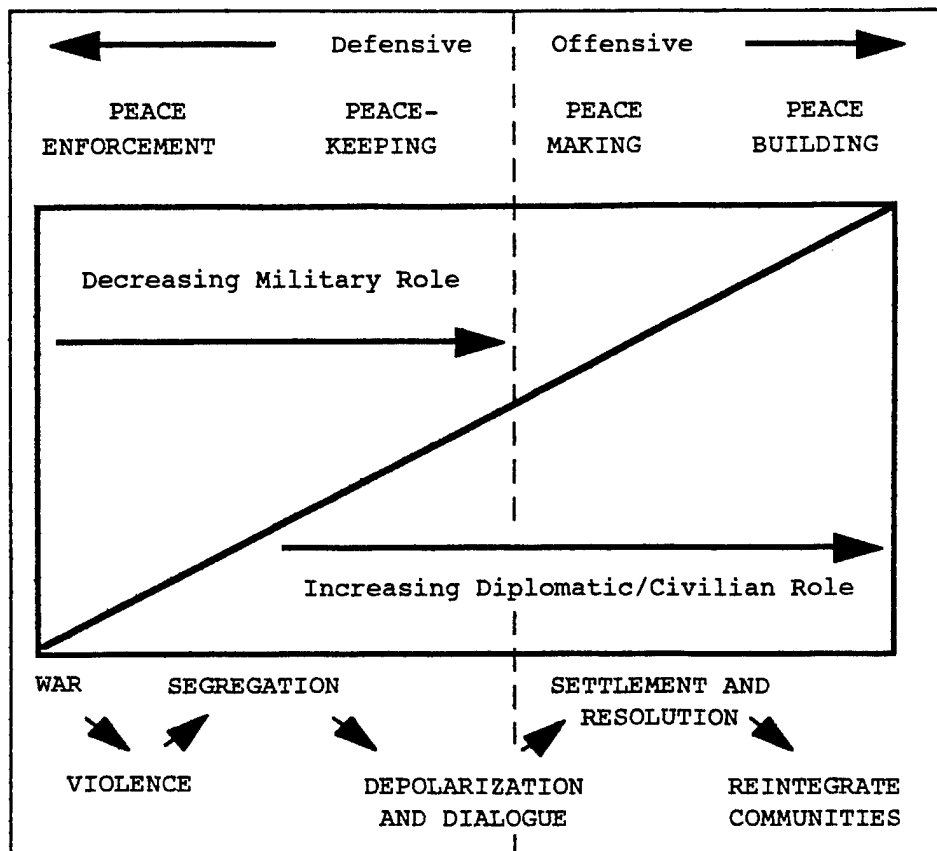 Defensive Offensive
PEACE ENFORCEMENT
PEACE-
KEEPING
PEACE
MAKING
PEACE
BUILDING
Decreasing Military Role
Increasing Diplomatic/Civilian Role
WAR
SEGREGATION
SETTLEMENT AND
RESOLUTION
VIOLENCE
DEPOLARIZATION
AND DIALOGUE
REINTEGRATE
COMMUNITIES